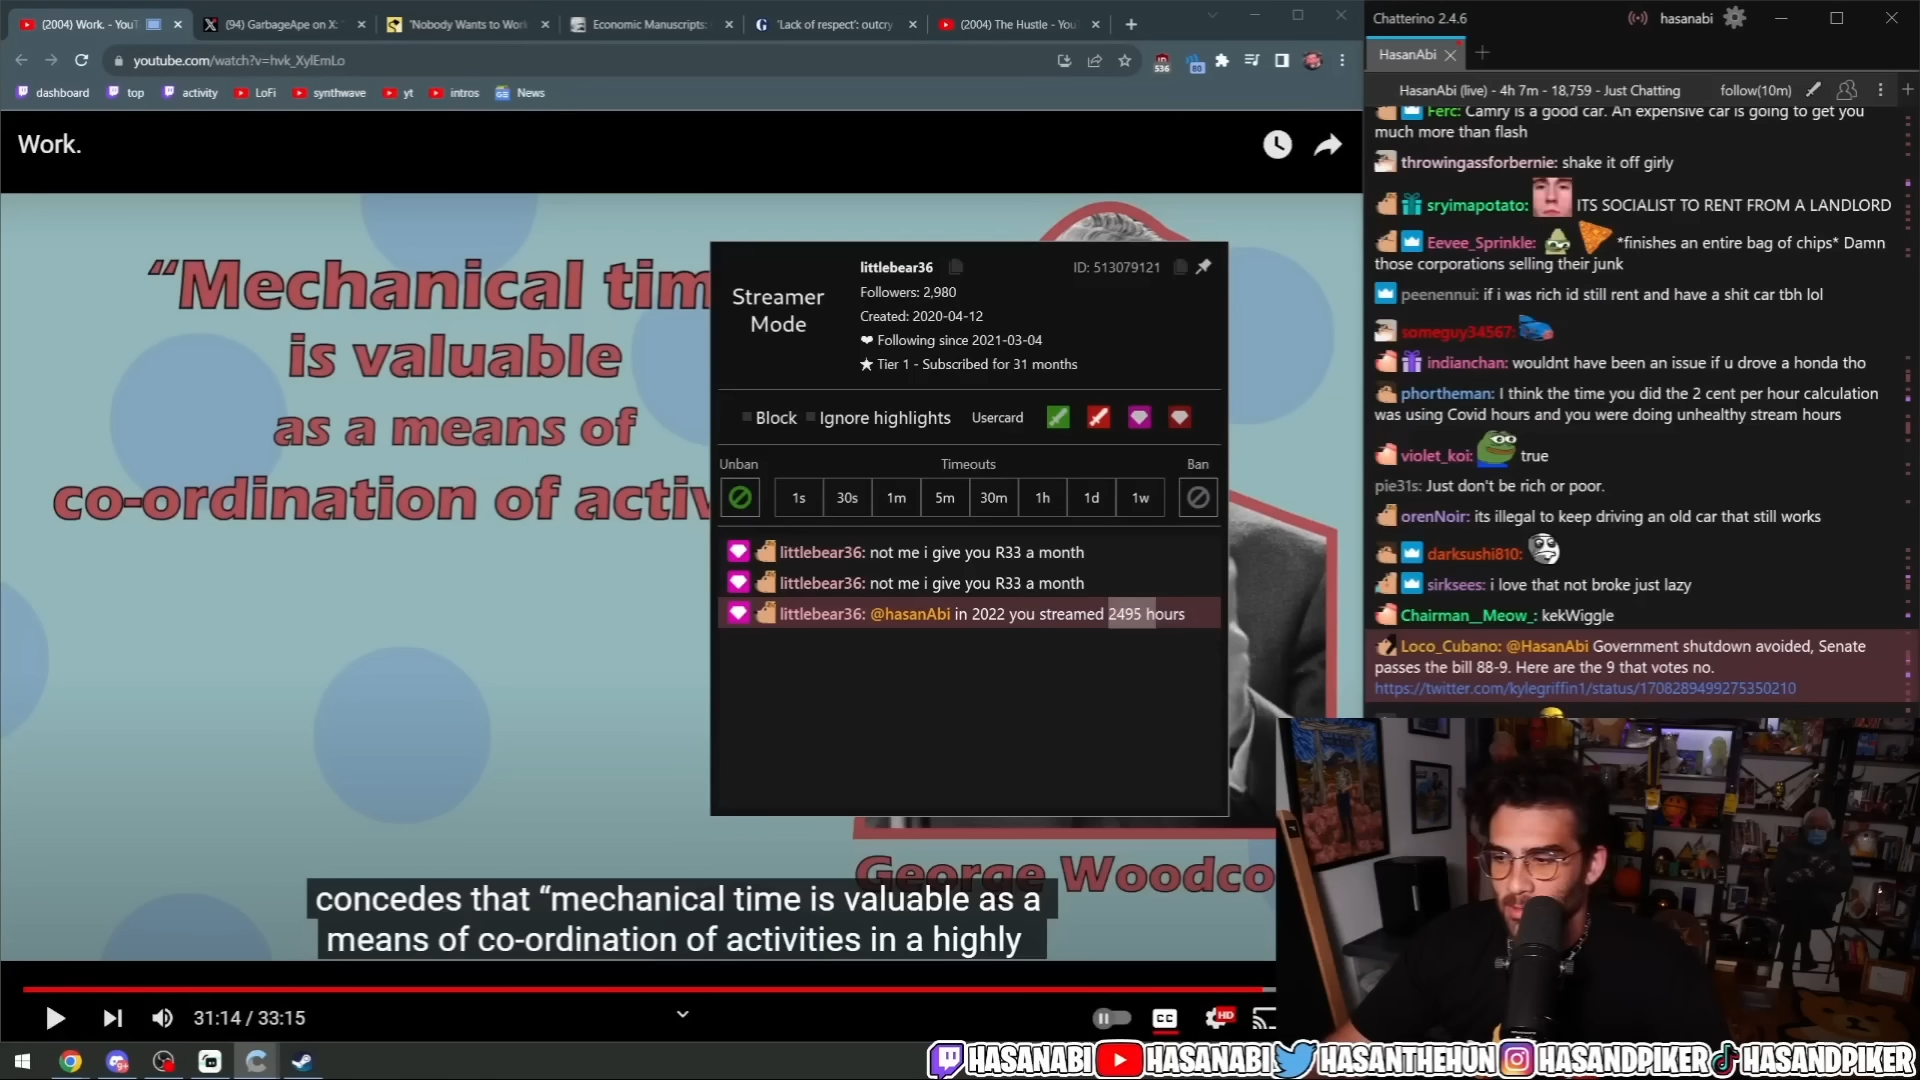 (2004) Work. - YouT
(94) GarbageApe on X:
"Nobody Wants to Work
Economic Manuscripts:
'Lack of respect': outcry
(2004) The Hustle - You
youtube.com/watch?v=hvk_XylEmLo
536
80
dashboard
top
activity
LoFi
synthwave
yt
intros
News
Work.
“Mechanical tim
is valuable
as a means of
co-ordination of activ
George Woodco
concedes that “mechanical time is valuable as a
means of co-ordination of activities in a highly
31:14 / 33:15
CC
HD
Streamer
Mode
littlebear36
ID: 513079121
Followers: 2,980
Created: 2020-04-12
❤ Following since 2021-03-04
★ Tier 1 - Subscribed for 31 months
Block
Ignore highlights
Usercard
Unban
Timeouts
Ban
1s 30s 1m 5m 30m 1h 1d 1w
littlebear36: not me i give you R33 a month
littlebear36: not me i give you R33 a month
littlebear36: @hasanAbi in 2022 you streamed 2495 hours
Chatterino 2.4.6
hasanabi
HasanAbi
HasanAbi (live) - 4h 7m - 18,759 - Just Chatting
follow(10m)
Ferc: Camry is a good car. An expensive car is going to get you
much more than flash
throwingassforbernie: shake it off girly
sryimapotato: ITS SOCIALIST TO RENT FROM A LANDLORD
Eevee_Sprinkle: *finishes an entire bag of chips* Damn
those corporations selling their junk
peenennui: if i was rich id still rent and have a shit car tbh lol
someguy34567:
indianchan: wouldnt have been an issue if u drove a honda tho
phortheman: I think the time you did the 2 cent per hour calculation
was using Covid hours and you were doing unhealthy stream hours
violet_koi: true
pie31s: Just don't be rich or poor.
orenNoir: its illegal to keep driving an old car that still works
darksushi810:
sirksees: i love that not broke just lazy
Chairman__Meow_: kekWiggle
Loco_Cubano: @HasanAbi Government shutdown avoided, Senate
passes the bill 88-9. Here are the 9 that votes no.
https://twitter.com/kylegriffin1/status/1708289499275350210
HASANABI
HASANABI
HASANTHEHUN
HASANDPIKER
HASANDPIKER